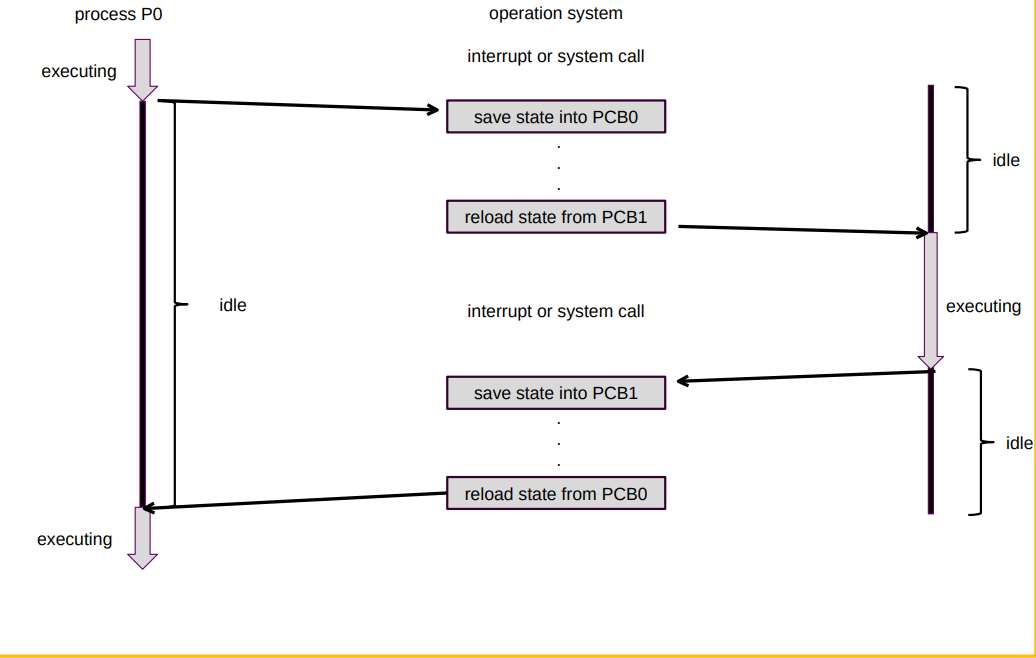 process P0
operation system
interrupt or system call
executing
save state into PCB0
.
.
.
idle
reload state from PCB1
idle
interrupt or system call
executing
save state into PCB1
.
.
.
idle
reload state from PCB0
executing